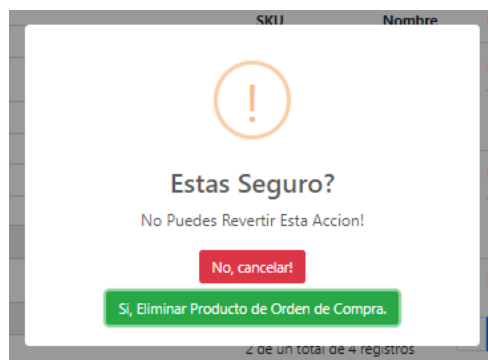 SKU Nombre
!
Estas Seguro?
No Puedes Revertir Esta Accion!
No, cancelar!
Si, Eliminar Producto de Orden de Compra.
2 de un total de 4 registros